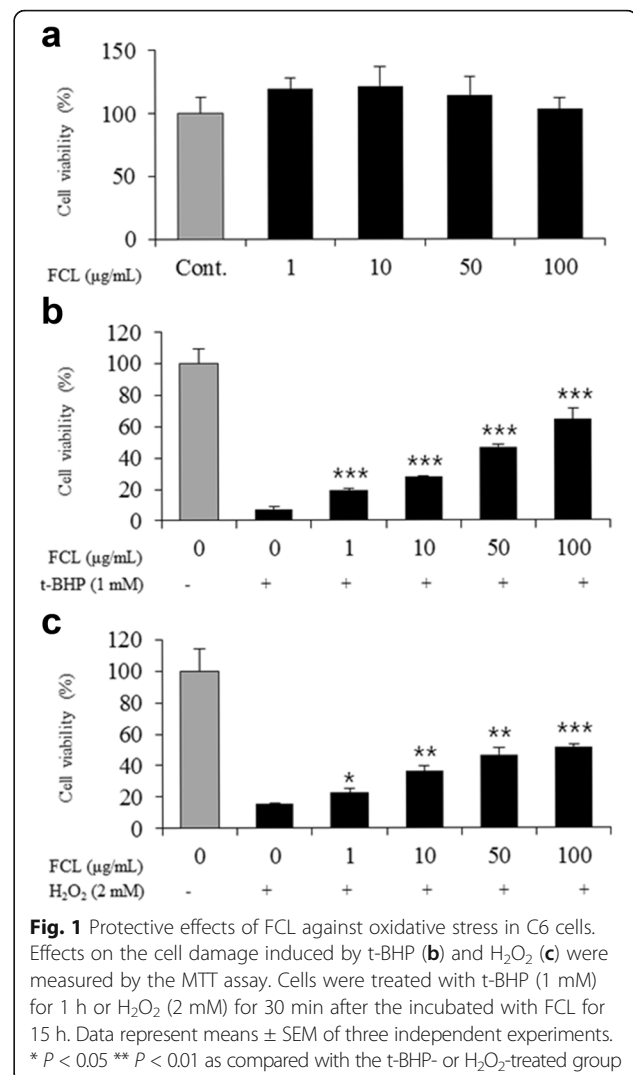 a
Cell viability (%)
150
100
50
0
FCL (µg/mL) Cont. 1 10 50 100
b
Cell viability (%)
120
100
80
60
40
20
0
*** *** *** ***
FCL (µg/mL) 0 0 1 10 50 100
t-BHP (1 mM) - + + + + +
c
Cell viability (%)
120
100
80
60
40
20
0
* ** ** ***
FCL (µg/mL) 0 0 1 10 50 100
H₂O₂ (2 mM) - + + + + +
Fig. 1 Protective effects of FCL against oxidative stress in C6 cells.
Effects on the cell damage induced by t-BHP (b) and H₂O₂ (c) were
measured by the MTT assay. Cells were treated with t-BHP (1 mM)
for 1 h or H₂O₂ (2 mM) for 30 min after the incubated with FCL for
15 h. Data represent means ± SEM of three independent experiments.
* P < 0.05 ** P < 0.01 as compared with the t-BHP- or H₂O₂-treated group